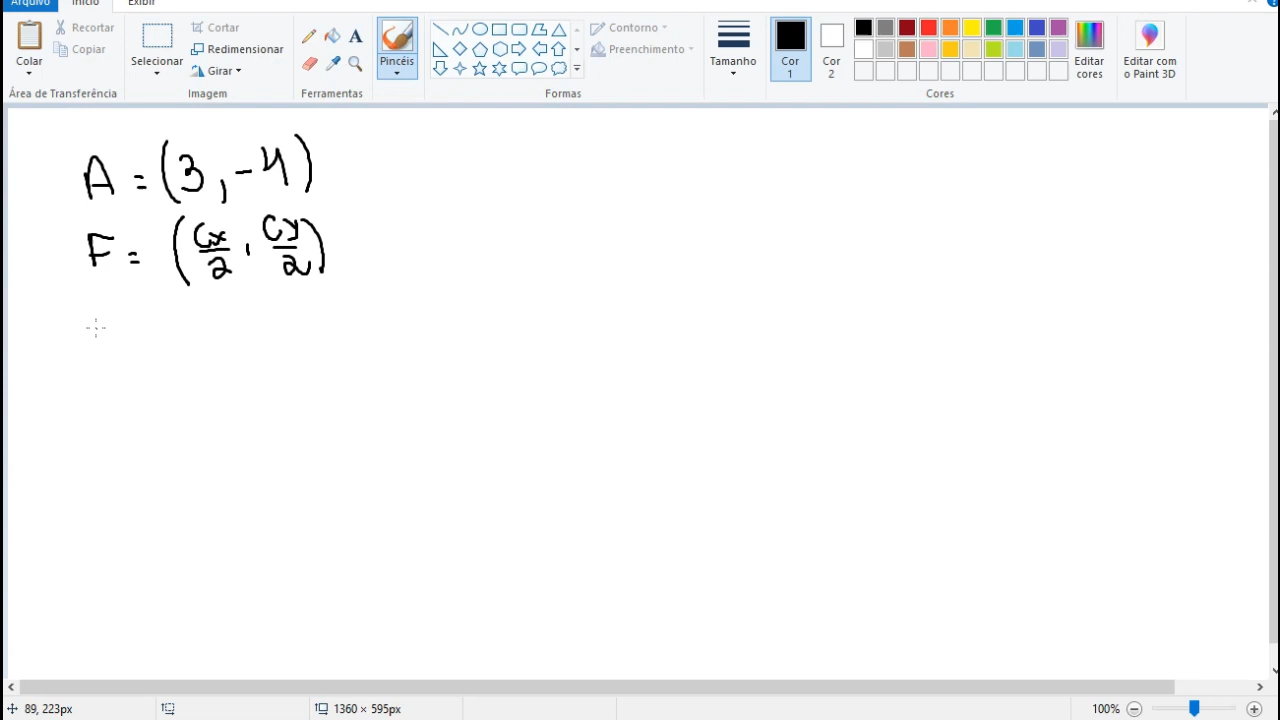 Arquivo Início Exibir
Colar Recortar Copiar Área de Transferência
Selecionar Cortar Redimensionar Girar Imagem
Ferramentas
Pincéis
Contorno Preenchimento Formas
Tamanho
Cor 1 Cor 2 Editar cores Cores
Editar com o Paint 3D
A = (3, -4)
F = (Cx/2, Cy/2)
89, 223px 1360 × 595px 100%